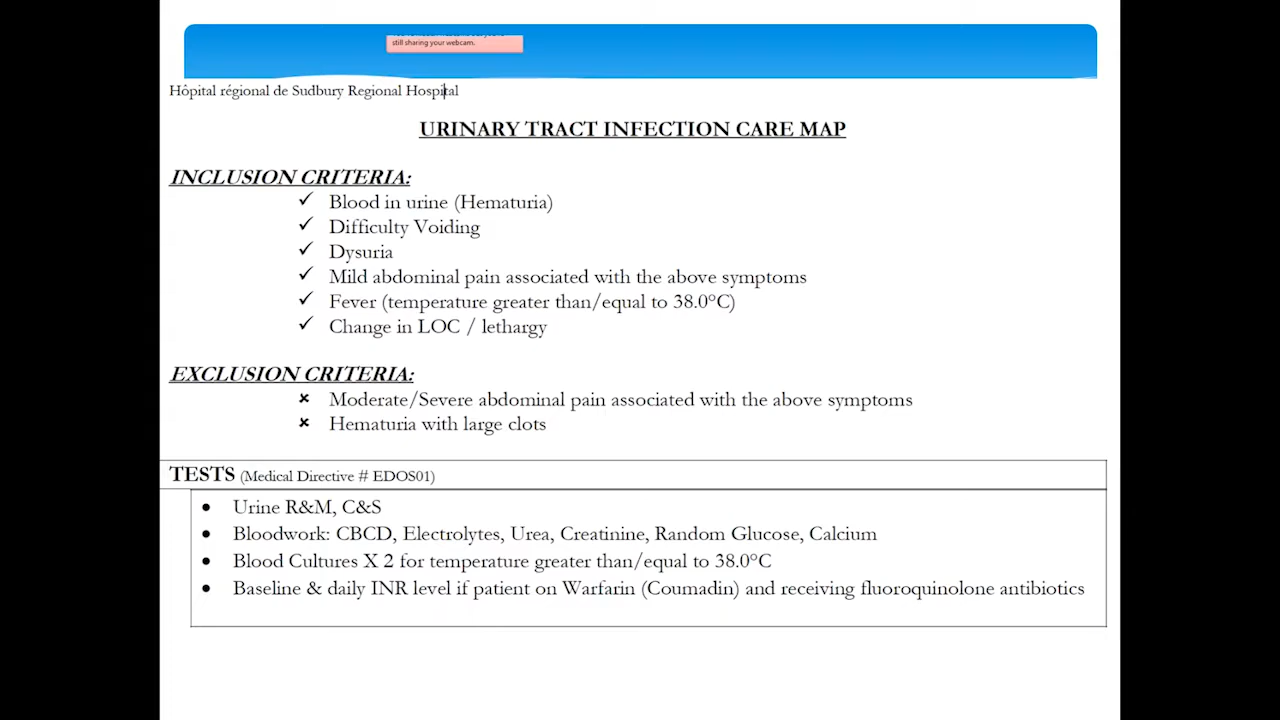 still sharing your webcam.
Hôpital régional de Sudbury Regional Hospital
URINARY TRACT INFECTION CARE MAP
INCLUSION CRITERIA:
✓ Blood in urine (Hematuria)
✓ Difficulty Voiding
✓ Dysuria
✓ Mild abdominal pain associated with the above symptoms
✓ Fever (temperature greater than/equal to 38.0°C)
✓ Change in LOC / lethargy
EXCLUSION CRITERIA:
✗ Moderate/Severe abdominal pain associated with the above symptoms
✗ Hematuria with large clots
TESTS (Medical Directive # EDOS01)
• Urine R&M, C&S
• Bloodwork: CBCD, Electrolytes, Urea, Creatinine, Random Glucose, Calcium
• Blood Cultures X 2 for temperature greater than/equal to 38.0°C
• Baseline & daily INR level if patient on Warfarin (Coumadin) and receiving fluoroquinolone antibiotics